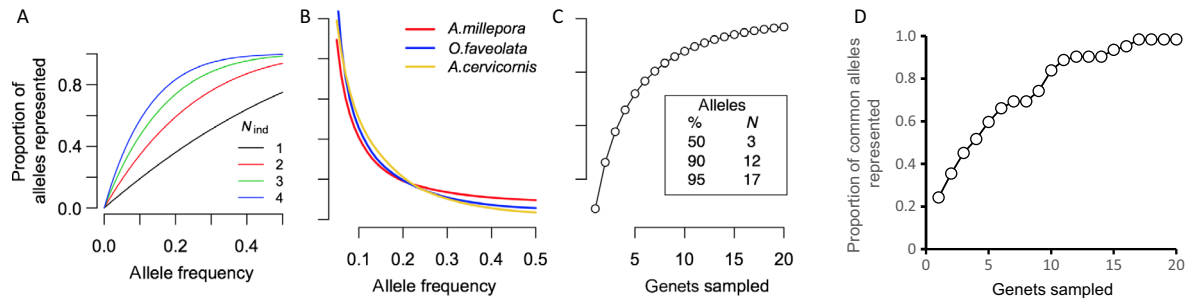 A
Proportion of
alleles represented
0.8
0.4
0.0
N ind
1
2
3
4
0.0
0.2
0.4
Allele frequency
B
A.millepora
O.faveolata
A.cervicornis
0.1
0.2
0.3
0.4
0.5
Allele frequency
C
Alleles
% N
50 3
90 12
95 17
5
10
15
20
Genets sampled
D
Proportion of common alleles
represented
1.0
0.8
0.6
0.4
0.2
0
0
5
10
15
20
Genets sampled